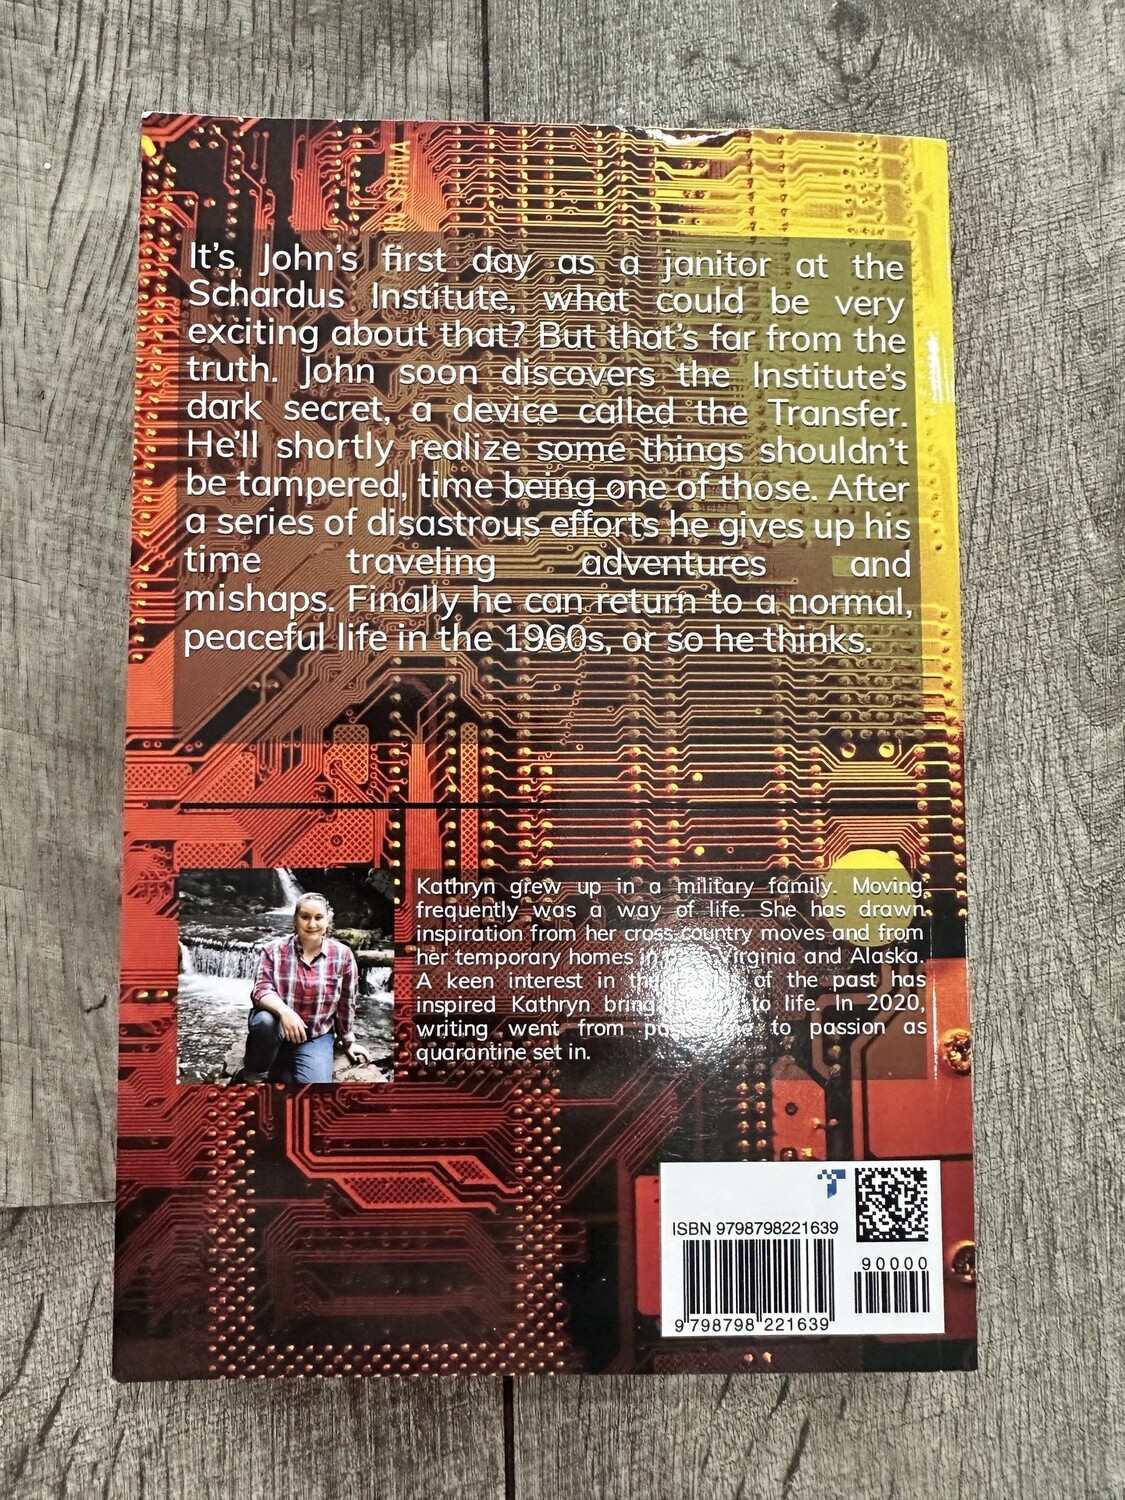 IN CHINA
It's John's first day as a janitor at the
Schardus Institute, what could be very
exciting about that? But that's far from the
truth. John soon discovers the Institute's
dark secret, a device called the Transfer.
He'll shortly realize some things shouldn't
be tampered, time being one of those. After
a series of disastrous efforts he gives up his
time traveling adventures and
mishaps. Finally he can return to a normal,
peaceful life in the 1960s, or so he thinks.
Kathryn grew up in a military family. Moving
frequently was a way of life. She has drawn
inspiration from her cross country moves and from
her temporary homes in Virginia and Alaska.
A keen interest in of the past has
inspired Kathryn to life. In 2020,
writing went from to passion as
quarantine set in.
ISBN 9798798221639
90000
9 798798 221639